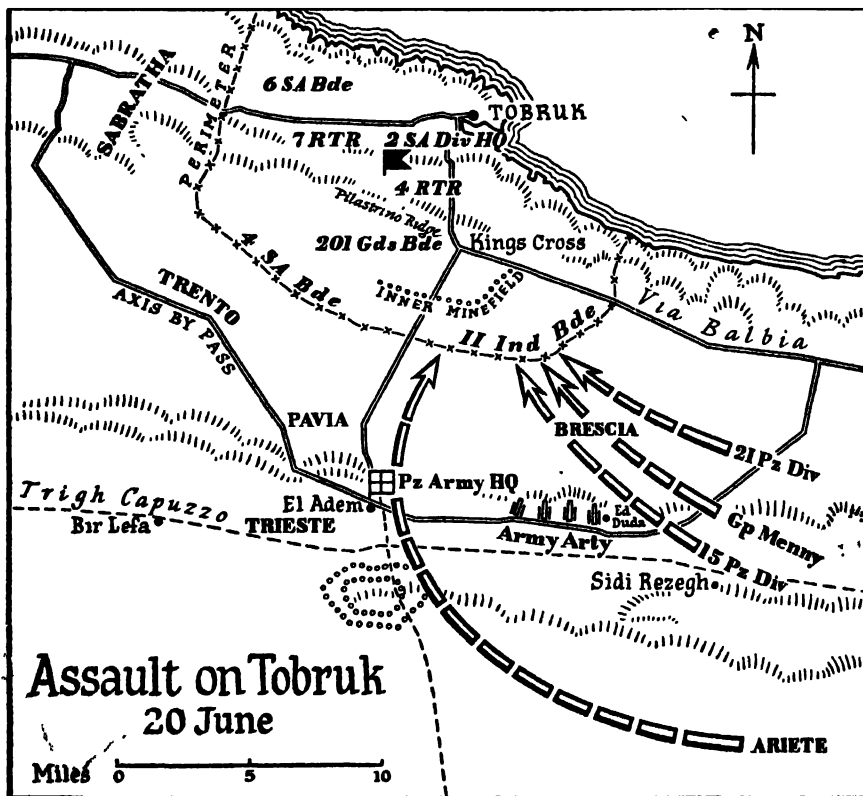 N
6 SA Bde
TOBRUK
SABRATHA
PERIMETER
7 RTR
2 SA Div HQ
4 RTR
Pilastrino Ridge
201 Gds Bde
Kings Cross
4 SA Bde
INNER MINEFIELD
Via Balbia
II Ind Bde
TRENTO
AXIS BY PASS
PAVIA
BRESCIA
21 Pz Div
Pz Army HQ
Trigh Capuzzo
El Adem
Ed
Duda
Gp Menny
Bir Lefa
TRIESTE
Army Arty
15 Pz Div
Sidi Rezegh
Assault on Tobruk
20 June
ARIETE
Miles 0 5 10